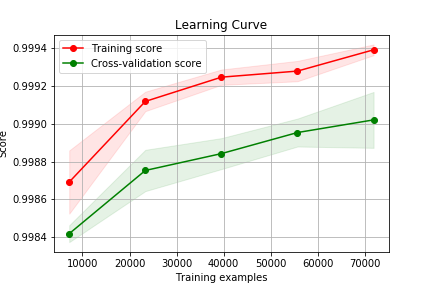 Learning Curve
Training score
Cross-validation score
0.9994
0.9992
0.9990
0.9988
0.9986
0.9984
Score
10000 20000 30000 40000 50000 60000 70000
Training examples